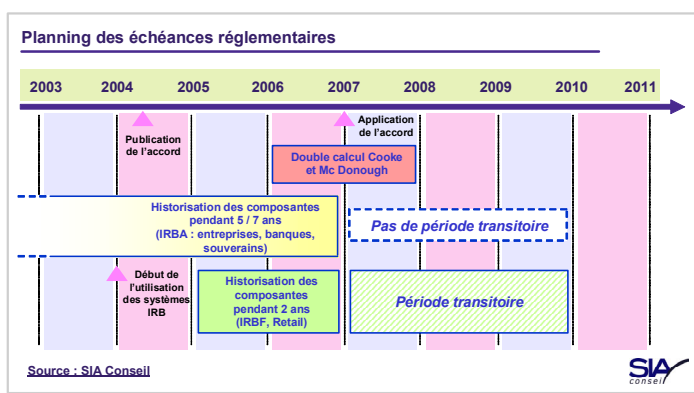 Planning des échéances réglementaires
2003 2004 2005 2006 2007 2008 2009 2010 2011
Publication
de l'accord
Application
de l'accord
Double calcul Cooke
et Mc Donough
Historisation des composantes
pendant 5 / 7 ans
(IRBA : entreprises, banques,
souverains)
Pas de période transitoire
Début de
l'utilisation
des systèmes
IRB
Historisation des
composantes
pendant 2 ans
(IRBF, Retail)
Période transitoire
Source : SIA Conseil
SIA
conseil